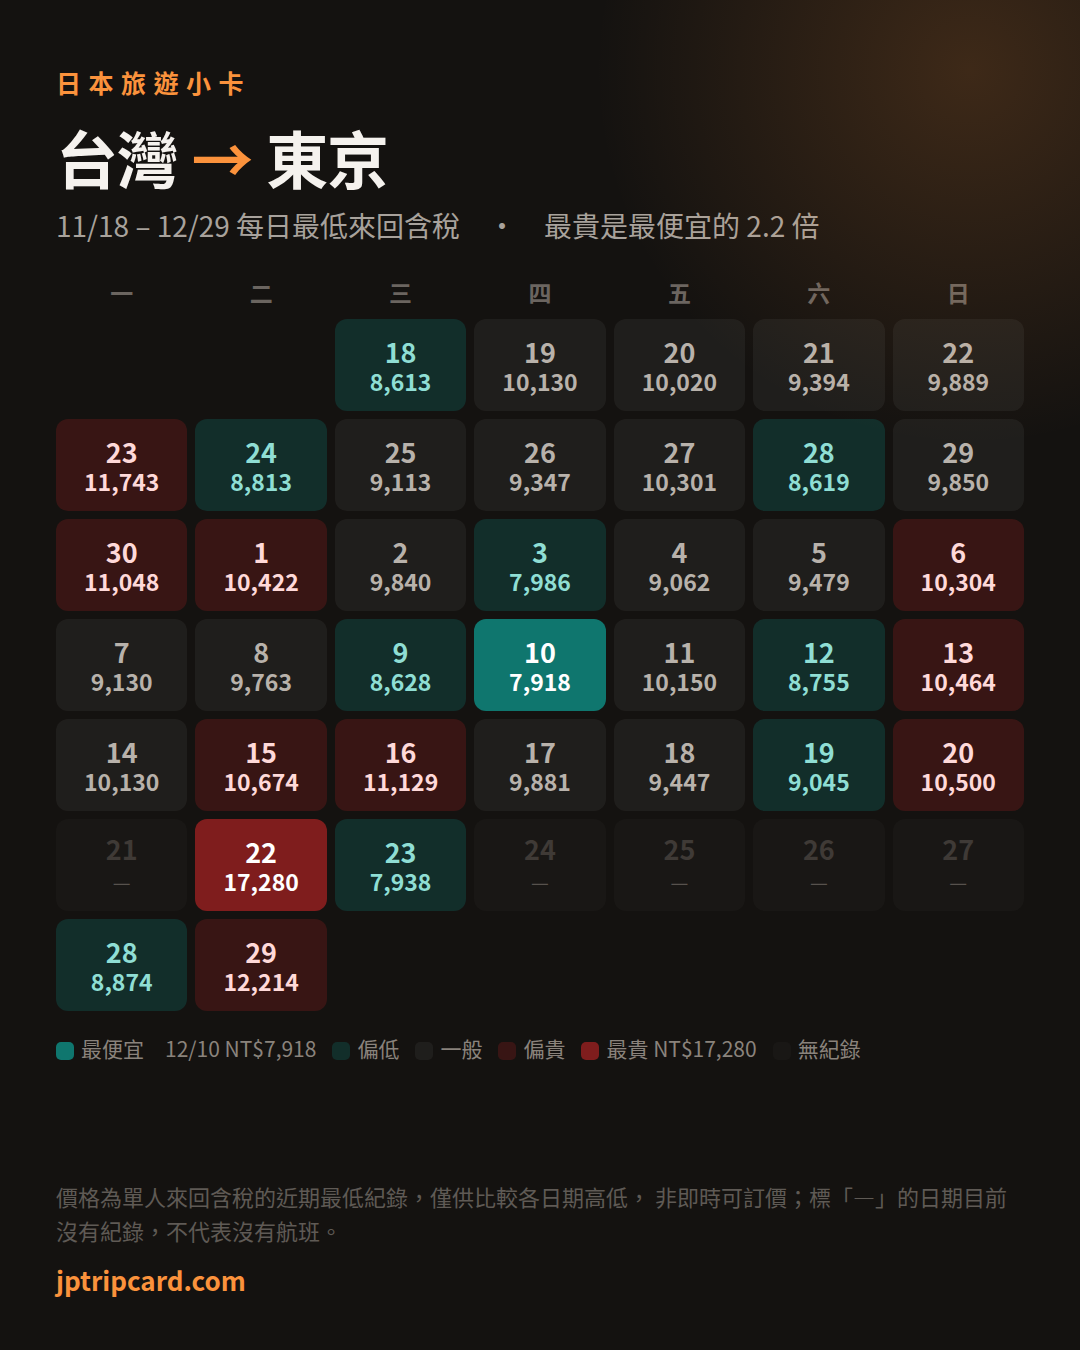 日本旅遊小卡
台灣 → 東京
11/18 – 12/29 每日最低來回含稅 ・ 最貴是最便宜的 2.2 倍
一 二 三 四 五 六 日
18 19 20 21 22
8,613 10,130 10,020 9,394 9,889
23 24 25 26 27 28 29
11,743 8,813 9,113 9,347 10,301 8,619 9,850
30 1 2 3 4 5 6
11,048 10,422 9,840 7,986 9,062 9,479 10,304
7 8 9 10 11 12 13
9,130 9,763 8,628 7,918 10,150 8,755 10,464
14 15 16 17 18 19 20
10,130 10,674 11,129 9,881 9,447 9,045 10,500
21 22 23 24 25 26 27
— 17,280 7,938 — — — —
28 29
8,874 12,214
最便宜 12/10 NT$7,918 偏低 一般 偏貴 最貴 NT$17,280 無紀錄
價格為單人來回含稅的近期最低紀錄，僅供比較各日期高低， 非即時可訂價；標「—」的日期目前
沒有紀錄，不代表沒有航班。
jptripcard.com